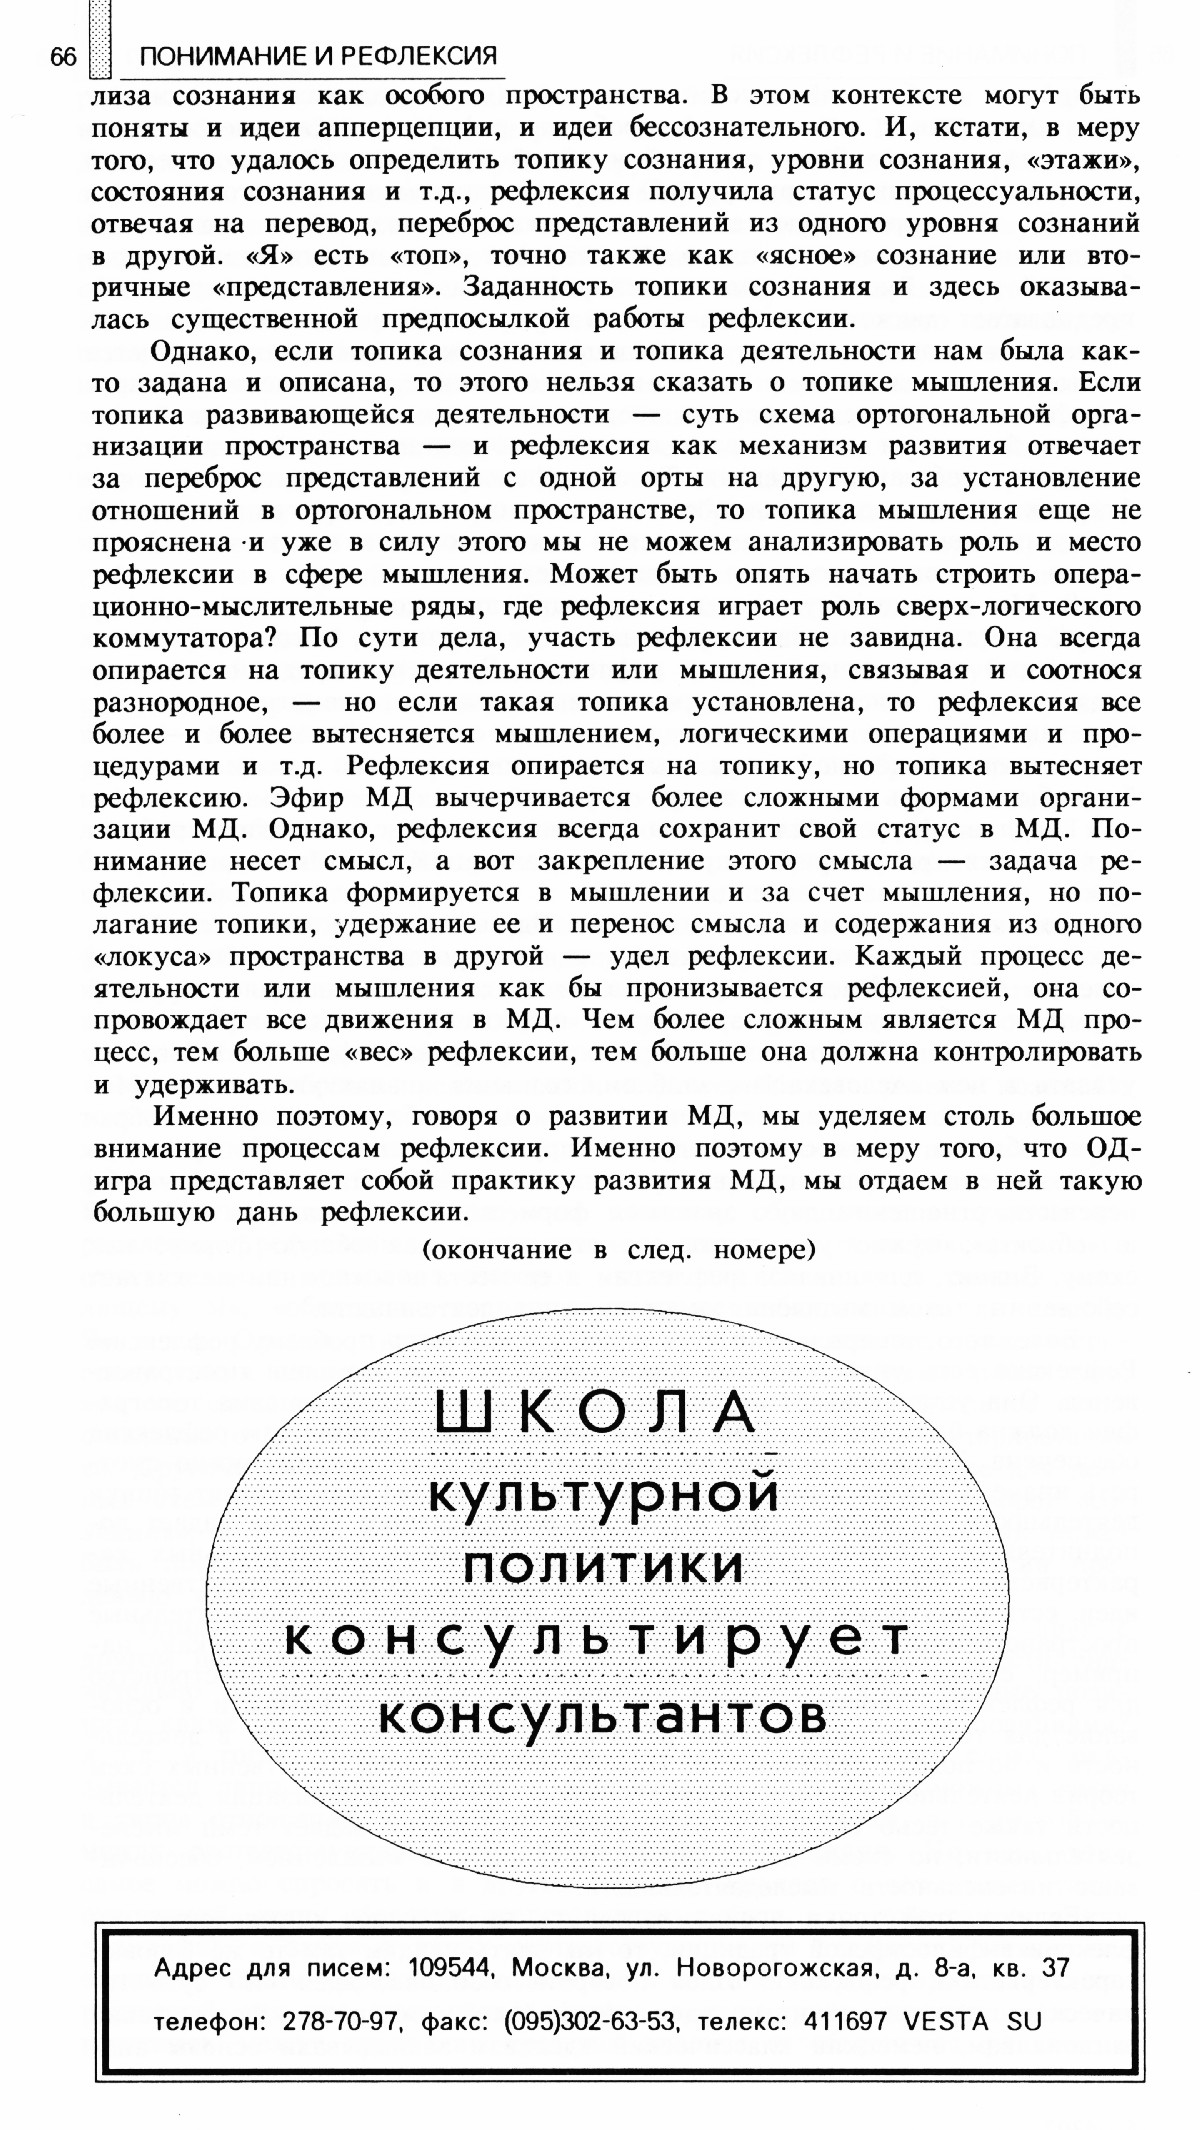 66 ПОНИМАНИЕ И РЕФЛЕКСИЯ
лиза сознания как особого пространства. В этом контексте могут быть
поняты и идеи апперцепции, и идеи бессознательного. И, кстати, в меру
того, что удалось определить топику сознания, уровни сознания, «этажи»,
состояния сознания и т.д., рефлексия получила статус процессуальности,
отвечая на перевод, переброс представлений из одного уровня сознаний
в другой. «Я» есть «топ», точно также как «ясное» сознание или вто-
ричные «представления». Заданность топики сознания и здесь оказыва-
лась существенной предпосылкой работы рефлексии.
Однако, если топика сознания и топика деятельности нам была как-
то задана и описана, то этого нельзя сказать о топике мышления. Если
топика развивающейся деятельности — суть схема ортогональной орга-
низации пространства — и рефлексия как механизм развития отвечает
за переброс представлений с одной орты на другую, за установление
отношений в ортогональном пространстве, то топика мышления еще не
прояснена и уже в силу этого мы не можем анализировать роль и место
рефлексии в сфере мышления. Может быть опять начать строить опера-
ционно-мыслительные ряды, где рефлексия играет роль сверх-логического
коммутатора? По сути дела, участь рефлексии не завидна. Она всегда
опирается на топику деятельности или мышления, связывая и соотнося
разнородное, — но если такая топика установлена, то рефлексия все
более и более вытесняется мышлением, логическими операциями и про-
цедурами и т.д. Рефлексия опирается на топику, но топика вытесняет
рефлексию. Эфир МД вычерчивается более сложными формами органи-
зации МД. Однако, рефлексия всегда сохранит свой статус в МД. По-
нимание несет смысл, а вот закрепление этого смысла — задача ре-
флексии. Топика формируется в мышлении и за счет мышления, но по-
лагание топики, удержание ее и перенос смысла и содержания из одного
«локуса» пространства в другой — удел рефлексии. Каждый процесс де-
ятельности или мышления как бы пронизывается рефлексией, она со-
провождает все движения в МД. Чем более сложным является МД про-
цесс, тем больше «вес» рефлексии, тем больше она должна контролировать
и удерживать.
Именно поэтому, говоря о развитии МД, мы уделяем столь большое
внимание процессам рефлексии. Именно поэтому в меру того, что ОД-
игра представляет собой практику развития МД, мы отдаем в ней такую
большую дань рефлексии.
(окончание в след. номере)
ШКОЛА
культурной
политики
консультирует
консультантов
Адрес для писем: 109544, Москва, ул. Новорогожская, д. 8-а, кв. 37
телефон: 278-70-97, факс: (095)302-63-53, телекс: 411697 VESTA SU